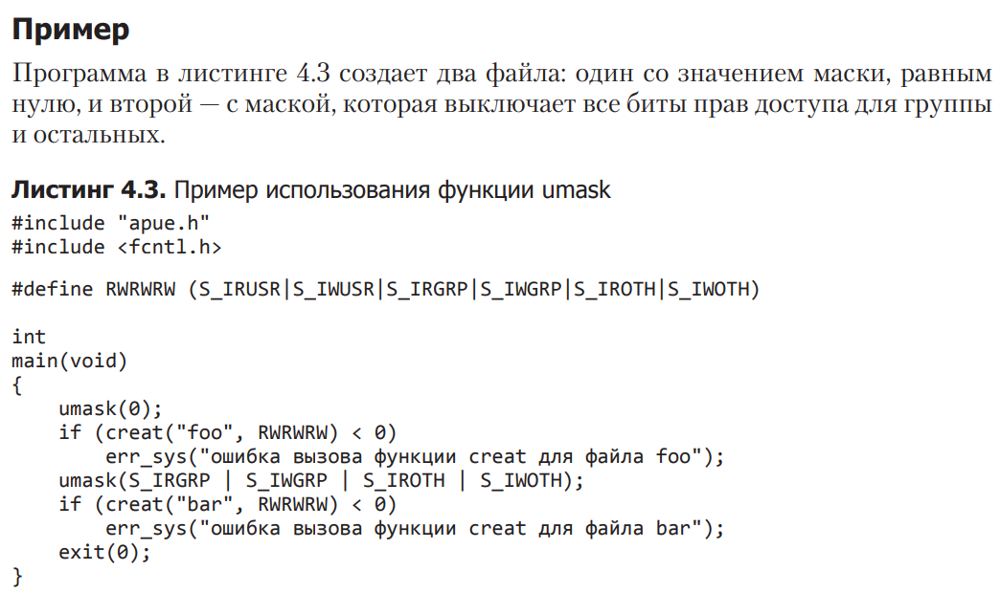 Пример
Программа в листинге 4.3 создает два файла: один со значением маски, равным
нулю, и второй — с маской, которая выключает все биты прав доступа для группы
и остальных.
Листинг 4.3. Пример использования функции umask
#include "apue.h"
#include <fcntl.h>
#define RWRWRW (S_IRUSR|S_IWUSR|S_IRGRP|S_IWGRP|S_IROTH|S_IWOTH)
int
main(void)
{
    umask(0);
    if (creat("foo", RWRWRW) < 0)
        err_sys("ошибка вызова функции creat для файла foo");
    umask(S_IRGRP | S_IWGRP | S_IROTH | S_IWOTH);
    if (creat("bar", RWRWRW) < 0)
        err_sys("ошибка вызова функции creat для файла bar");
    exit(0);
}